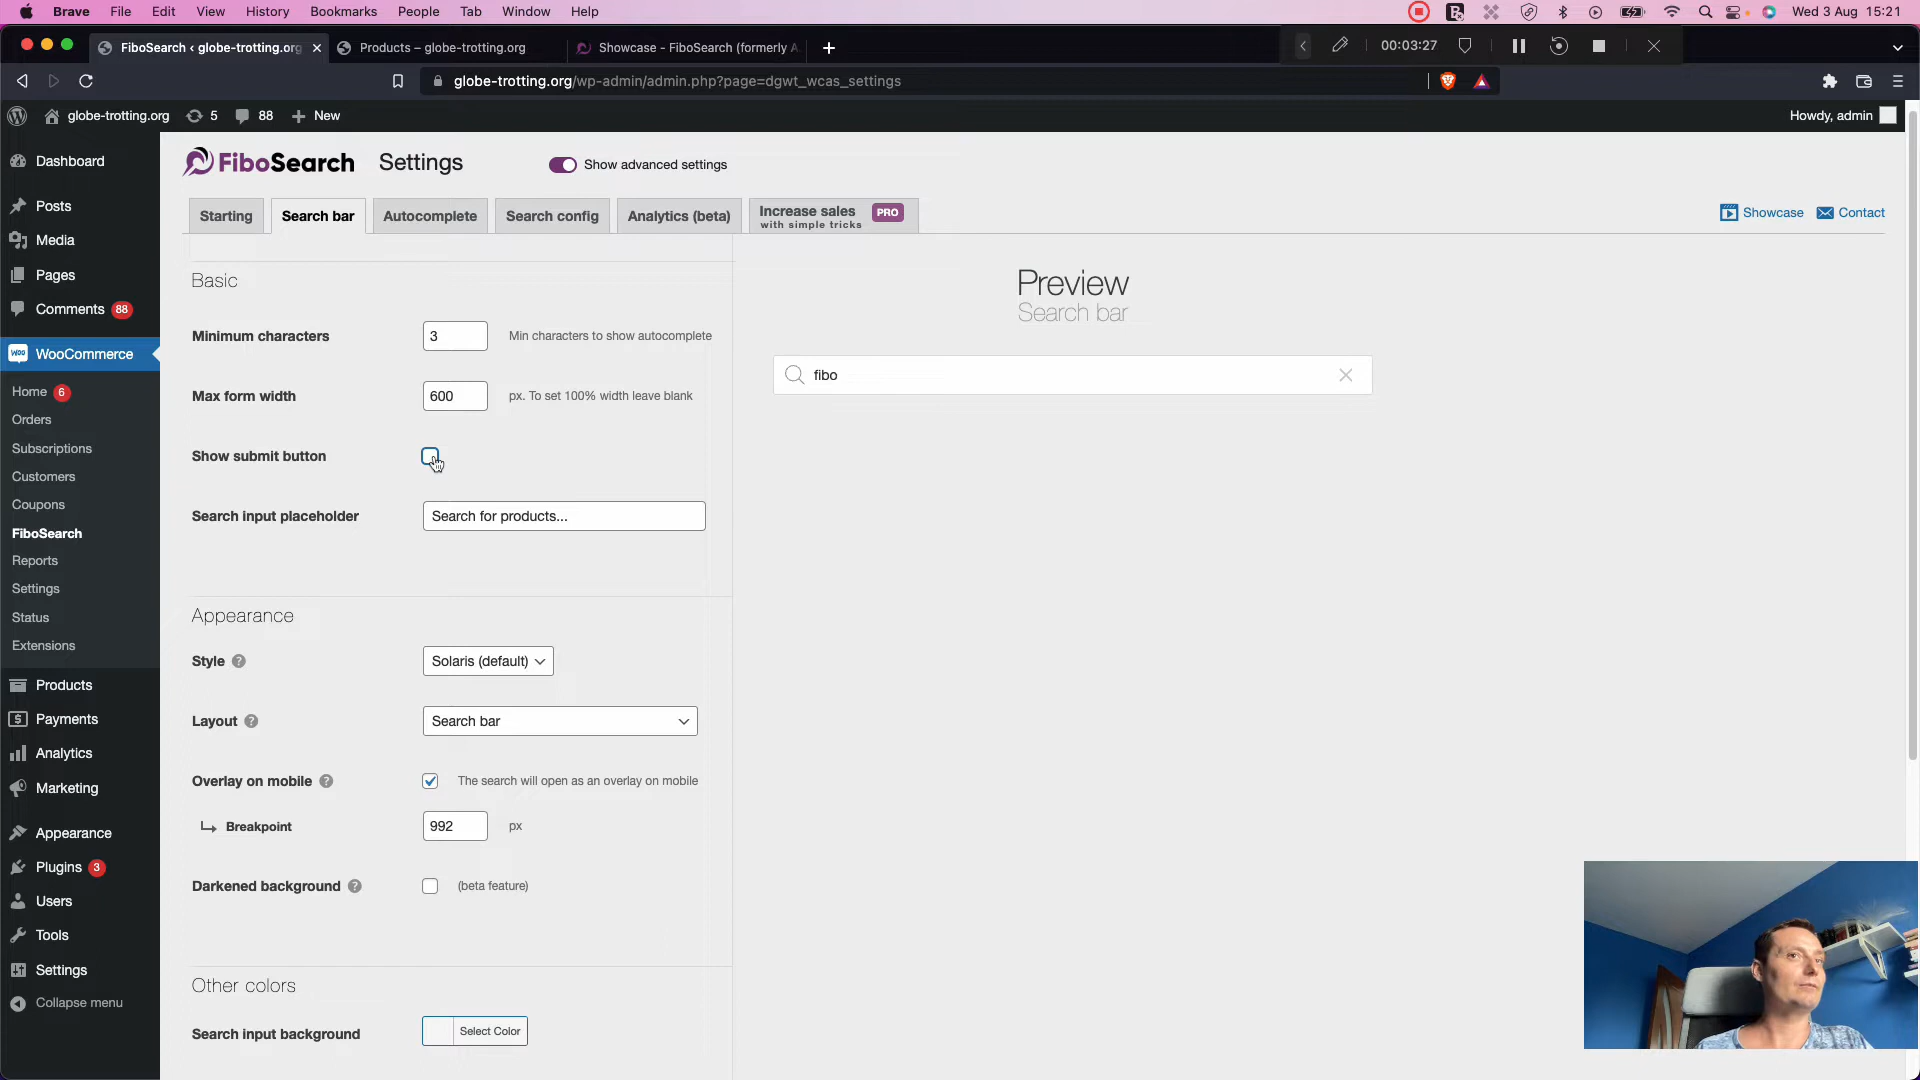 Brave File Edit View History Bookmarks People Tab Window Help
Wed 3 Aug 15:21
FiboSearch ‹ globe-trotting.org
Products – globe-trotting.org
Showcase - FiboSearch (formerly A
00:03:27
globe-trotting.org/wp-admin/admin.php?page=dgwt_wcas_settings
globe-trotting.org 5 88 New
Howdy, admin
Dashboard
Posts
Media
Pages
Comments 88
WooCommerce
Home 6
Orders
Subscriptions
Customers
Coupons
FiboSearch
Reports
Settings
Status
Extensions
Products
Payments
Analytics
Marketing
Appearance
Plugins 3
Users
Tools
Settings
Collapse menu
FiboSearch Settings
Show advanced settings
Starting
Search bar
Autocomplete
Search config
Analytics (beta)
Increase sales PRO
with simple tricks
Showcase
Contact
Basic
Minimum characters 3 Min characters to show autocomplete
Max form width 600 px. To set 100% width leave blank
Show submit button
Search input placeholder Search for products...
Appearance
Style ? Solaris (default)
Layout ? Search bar
Overlay on mobile ? The search will open as an overlay on mobile
Breakpoint 992 px
Darkened background ? (beta feature)
Other colors
Search input background Select Color
Preview
Search bar
fibo